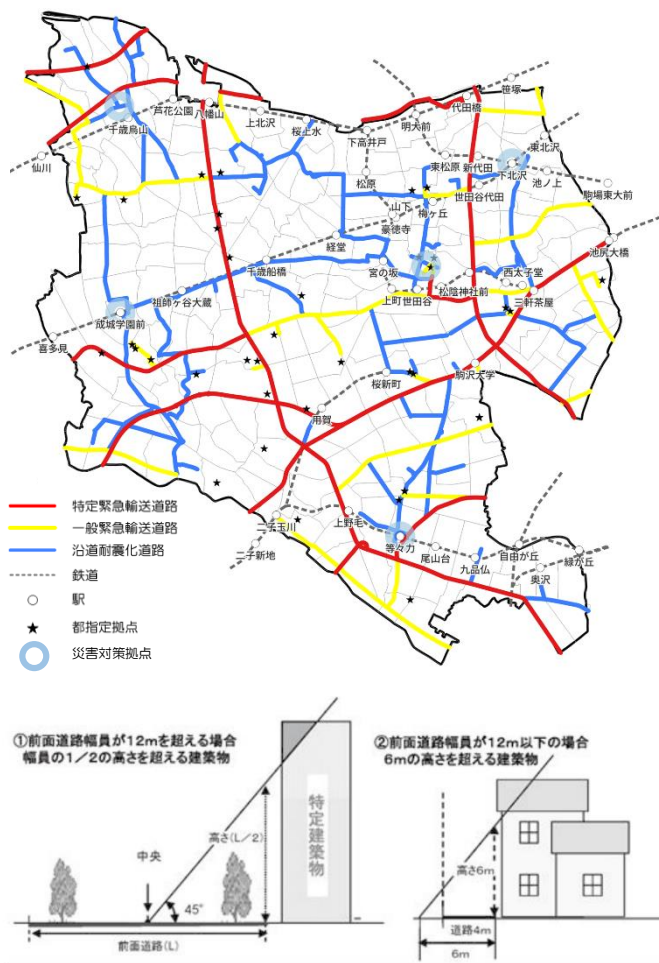 笹塚
代田橋
芦花公園
八幡山
上北沢
桜上水
千歳烏山
下高井戸
明大前
東北沢
仙川
松原
東松原
新代田
下北沢
池ノ上
駒場東大前
山下
梅ヶ丘
世田谷代田
豪徳寺
経堂
池尻大橋
千歳船橋
宮の坂
西太子堂
祖師ヶ谷大蔵
上町
世田谷
松陰神社前
三軒茶屋
成城学園前
喜多見
桜新町
駒沢大学
用賀
二子玉川
上野毛
等々力
二子新地
尾山台
九品仏
自由が丘
奥沢
緑が丘
特定緊急輸送道路
一般緊急輸送道路
沿道耐震化道路
鉄道
駅
都指定拠点
災害対策拠点
①前面道路幅員が12mを超える場合
幅員の1/2の高さを超える建築物
中央
高さ(L/2)
45°
特定建築物
前面道路(L)
②前面道路幅員が12m以下の場合
6mの高さを超える建築物
高さ6m
道路4m
6m